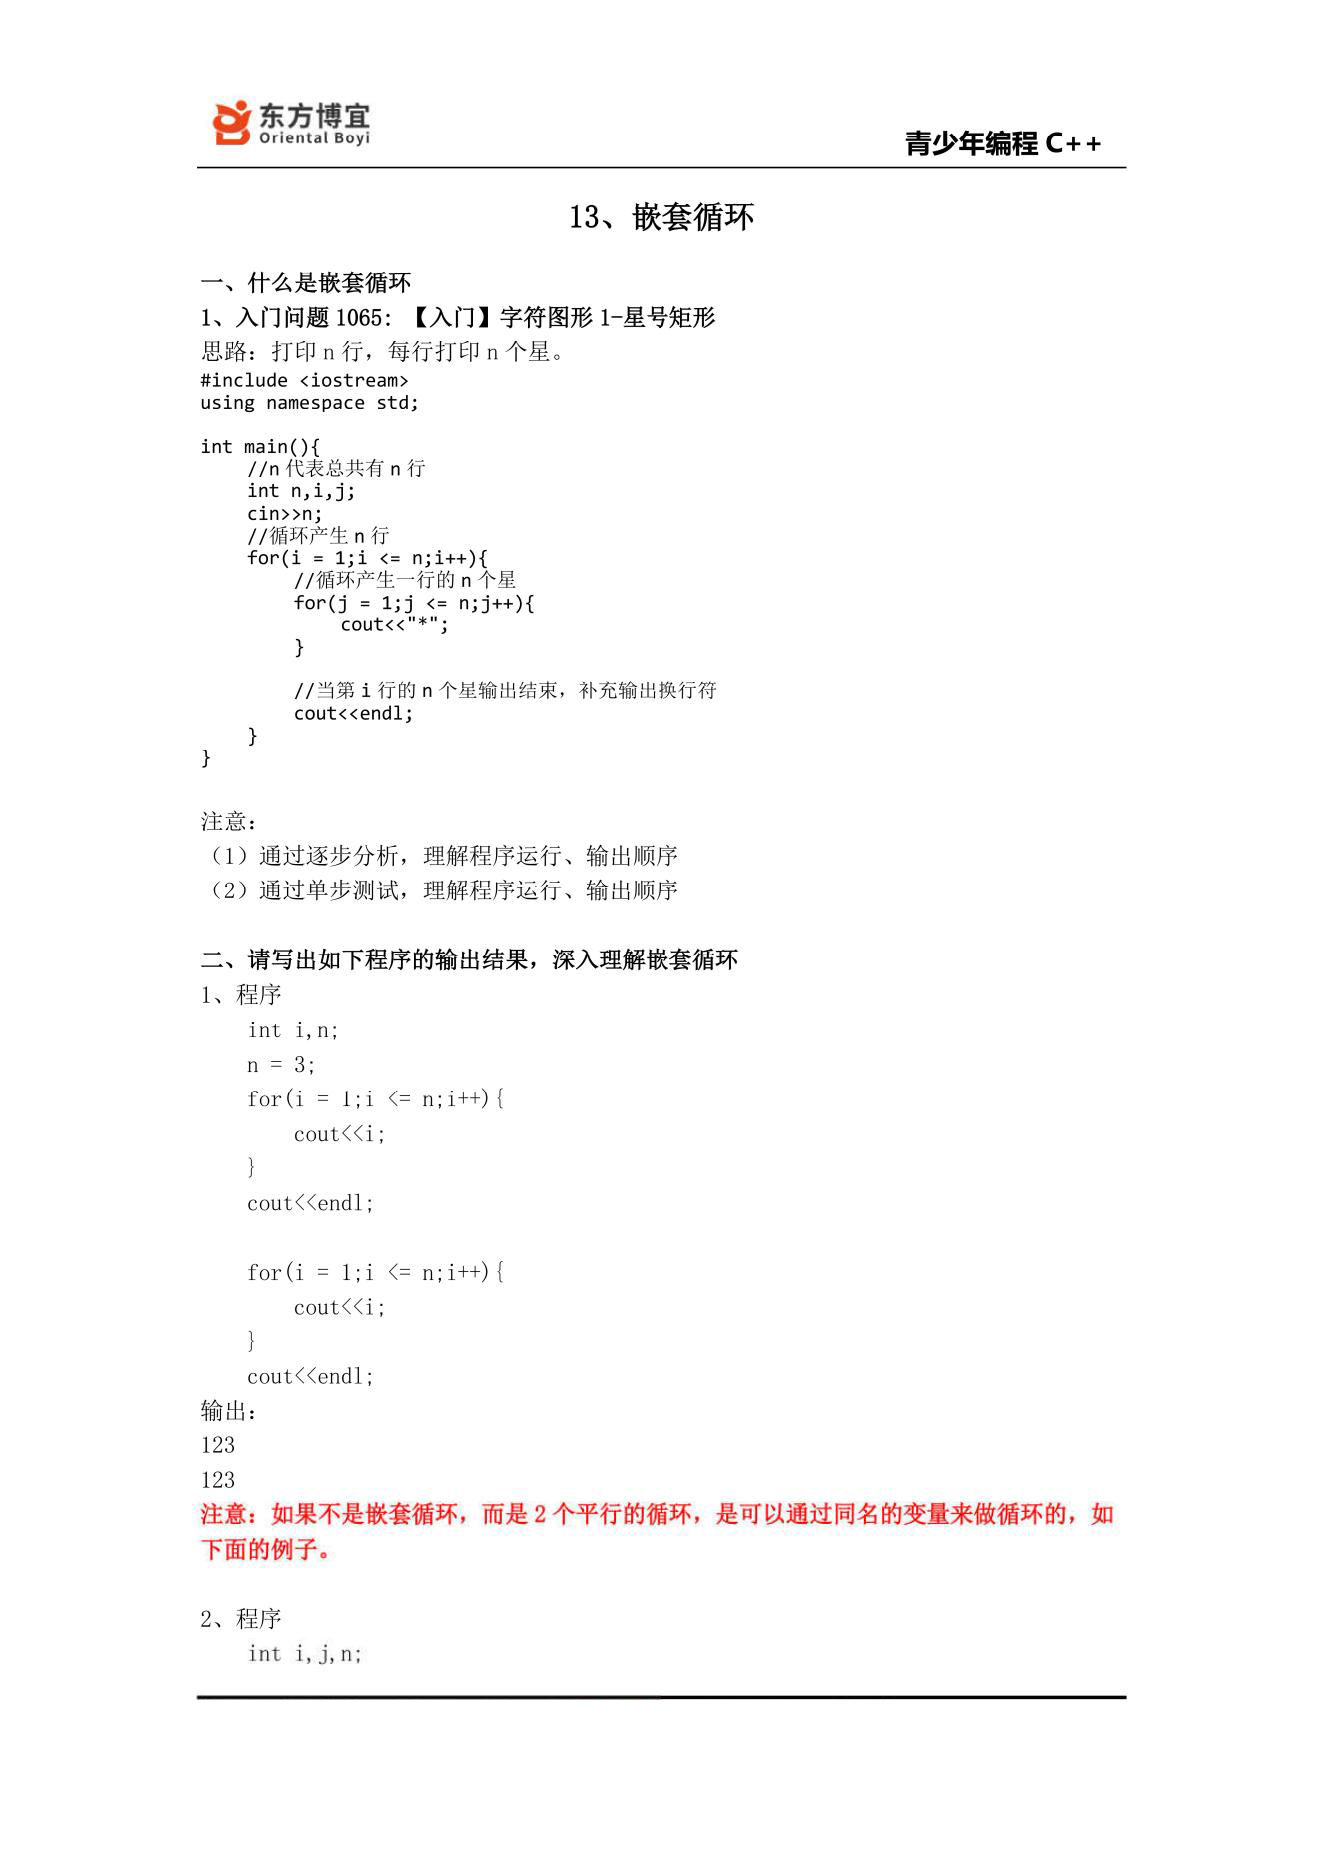 东方博宜
Oriental Boyi
青少年编程 C++
13、嵌套循环
一、什么是嵌套循环
1、入门问题 1065: 【入门】字符图形 1-星号矩形
思路：打印 n 行，每行打印 n 个星。
#include <iostream>
using namespace std;
int main(){
//n 代表总共有 n 行
int n,i,j;
cin>>n;
//循环产生 n 行
for(i = 1;i <= n;i++){
//循环产生一行的 n 个星
for(j = 1;j <= n;j++){
cout<<"*";
}
//当第 i 行的 n 个星输出结束，补充输出换行符
cout<<endl;
}
}
注意：
（1）通过逐步分析，理解程序运行、输出顺序
（2）通过单步测试，理解程序运行、输出顺序
二、请写出如下程序的输出结果，深入理解嵌套循环
1、程序
int i,n;
n = 3;
for(i = 1;i <= n;i++){
cout<<i;
}
cout<<endl;
for(i = 1;i <= n;i++){
cout<<i;
}
cout<<endl;
输出：
123
123
注意：如果不是嵌套循环，而是 2 个平行的循环，是可以通过同名的变量来做循环的，如
下面的例子。
2、程序
int i,j,n;